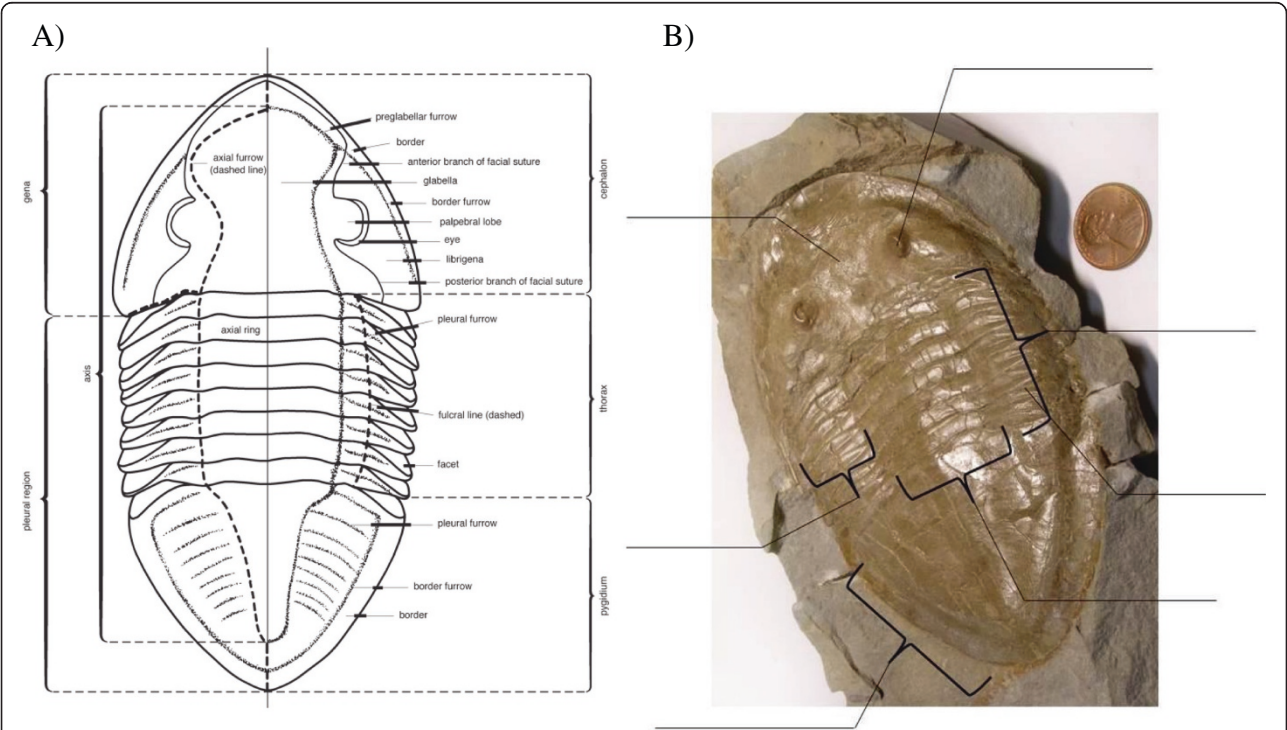 A)
B)
preglabellar furrow
border
axial furrow
(dashed line)
anterior branch of facial suture
glabella
border furrow
palpebral lobe
eye
librigena
posterior branch of facial suture
gena
cephalon
pleural furrow
axial ring
axis
fulcral line (dashed)
thorax
facet
pleural region
pleural furrow
border furrow
border
pygidium